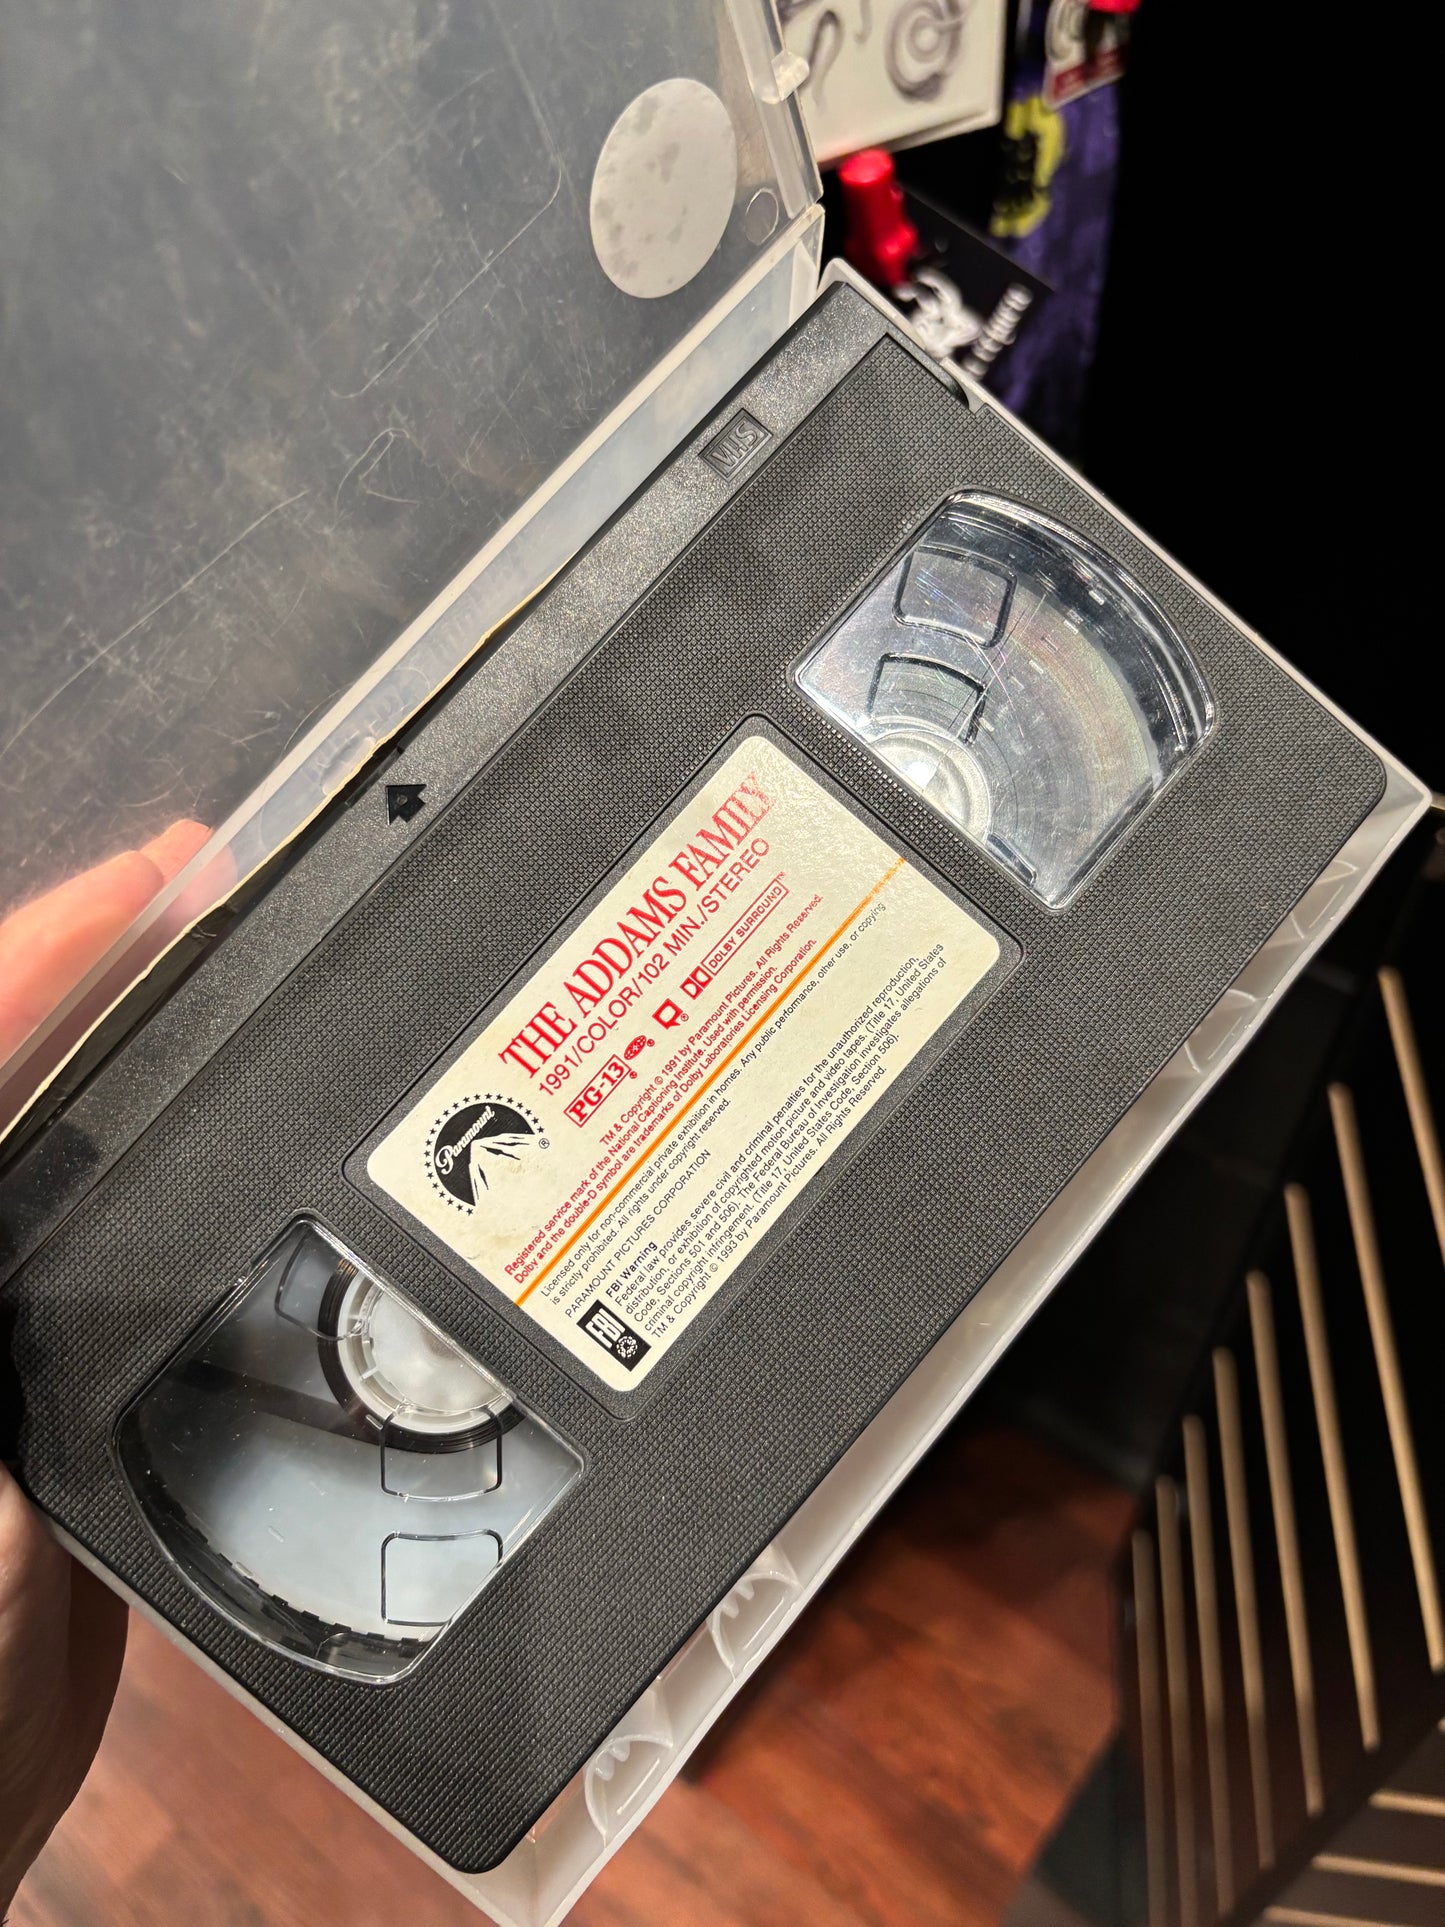 VHS
THE ADDAMS FAMILY
1991/COLOR/102 MIN./STEREO
PG-13 ® ® DOLBY SURROUND™
Paramount
®
TM & Copyright © 1991 by Paramount Pictures. All Rights Reserved.
Registered service mark of the National Captioning Institute. Used with permission.
Dolby and the double-D symbol are trademarks of Dolby Laboratories Licensing Corporation.
Licensed only for non-commercial private exhibition in homes. Any public performance, other use, or copying
is strictly prohibited. All rights under copyright reserved.
PARAMOUNT PICTURES CORPORATION
FBI
FBI Warning
Federal law provides severe civil and criminal penalties for the unauthorized reproduction,
distribution, or exhibition of copyrighted motion picture and video tapes. (Title 17, United States
Code, Sections 501 and 506). The Federal Bureau of Investigation investigates allegations of
criminal copyright infringement. (Title 17, United States Code, Section 506).
TM & Copyright © 1993 by Paramount Pictures. All Rights Reserved.